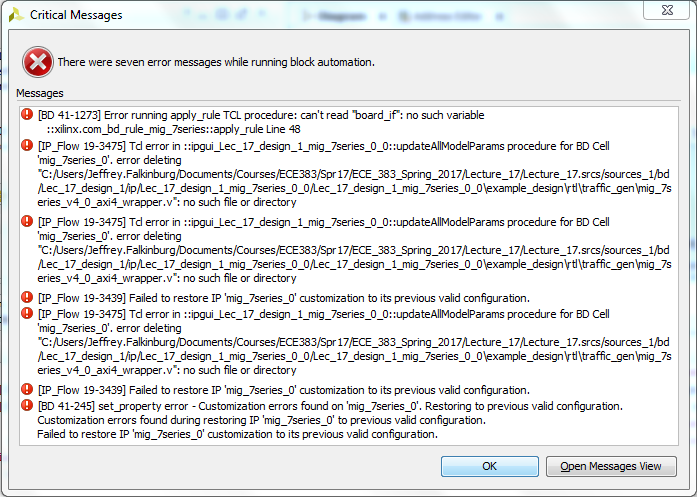 Critical Messages
Diagram
Address Editor
There were seven error messages while running block automation.
Messages
[BD 41-1273] Error running apply_rule TCL procedure: can't read "board_if": no such variable
::xilinx.com_bd_rule_mig_7series::apply_rule Line 48
[IP_Flow 19-3475] Tcl error in ::ipgui_Lec_17_design_1_mig_7series_0_0::updateAllModelParams procedure for BD Cell
'mig_7series_0'. error deleting
"C:/Users/Jeffrey.Falkinburg/Documents/Courses/ECE383/Spr17/ECE_383_Spring_2017/Lecture_17/Lecture_17.srcs/sources_1/bd
/Lec_17_design_1/ip/Lec_17_design_1_mig_7series_0_0/Lec_17_design_1_mig_7series_0_0\example_design\rtl\traffic_gen\mig_7s
eries_v4_0_axi4_wrapper.v": no such file or directory
[IP_Flow 19-3475] Tcl error in ::ipgui_Lec_17_design_1_mig_7series_0_0::updateAllModelParams procedure for BD Cell
'mig_7series_0'. error deleting
"C:/Users/Jeffrey.Falkinburg/Documents/Courses/ECE383/Spr17/ECE_383_Spring_2017/Lecture_17/Lecture_17.srcs/sources_1/bd
/Lec_17_design_1/ip/Lec_17_design_1_mig_7series_0_0/Lec_17_design_1_mig_7series_0_0\example_design\rtl\traffic_gen\mig_7s
eries_v4_0_axi4_wrapper.v": no such file or directory
[IP_Flow 19-3439] Failed to restore IP 'mig_7series_0' customization to its previous valid configuration.
[IP_Flow 19-3475] Tcl error in ::ipgui_Lec_17_design_1_mig_7series_0_0::updateAllModelParams procedure for BD Cell
'mig_7series_0'. error deleting
"C:/Users/Jeffrey.Falkinburg/Documents/Courses/ECE383/Spr17/ECE_383_Spring_2017/Lecture_17/Lecture_17.srcs/sources_1/bd
/Lec_17_design_1/ip/Lec_17_design_1_mig_7series_0_0/Lec_17_design_1_mig_7series_0_0\example_design\rtl\traffic_gen\mig_7s
eries_v4_0_axi4_wrapper.v": no such file or directory
[IP_Flow 19-3439] Failed to restore IP 'mig_7series_0' customization to its previous valid configuration.
[BD 41-245] set_property error - Customization errors found on 'mig_7series_0'. Restoring to previous valid configuration.
Customization errors found during restoring IP 'mig_7series_0' to previous valid configuration.
Failed to restore IP 'mig_7series_0' customization to its previous valid configuration.
OK
Open Messages View